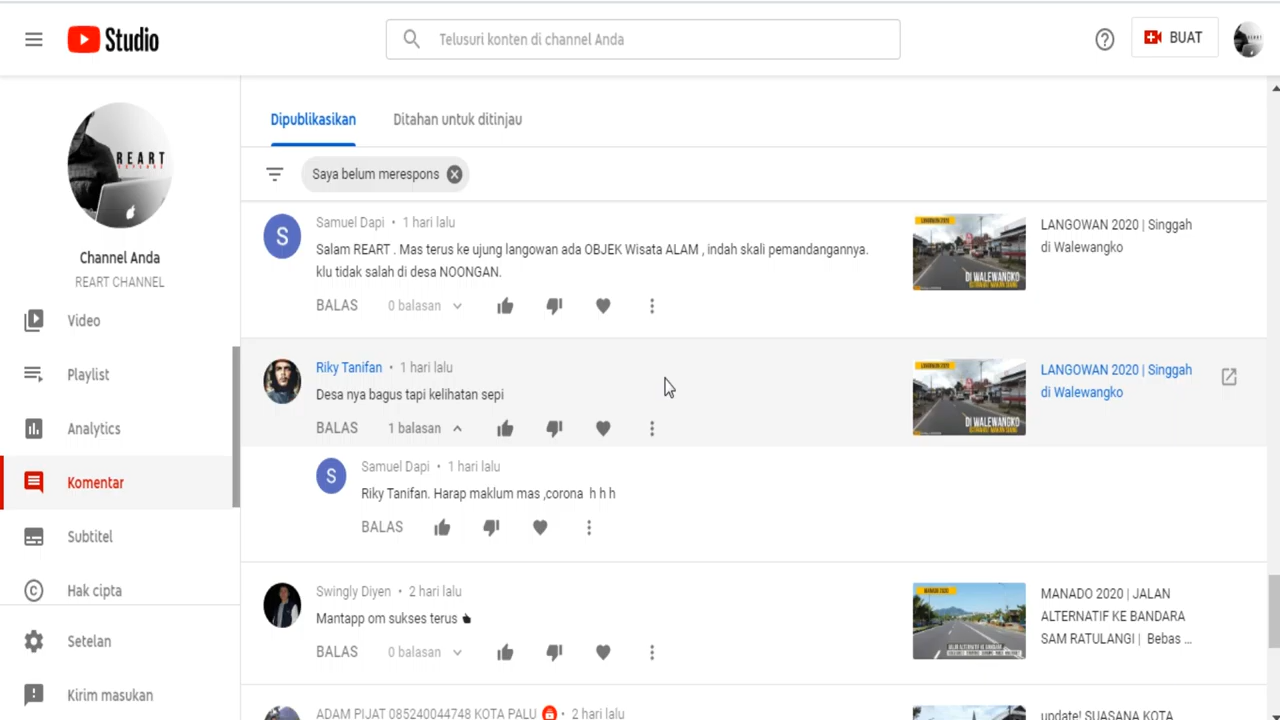 Studio
Telusuri konten di channel Anda
BUAT
REART
Channel Anda
REART CHANNEL
Video
Playlist
Analytics
Komentar
Subtitel
Hak cipta
Setelan
Kirim masukan
Dipublikasikan
Ditahan untuk ditinjau
Saya belum merespons
S
Samuel Dapi • 1 hari lalu
Salam REART . Mas terus ke ujung langowan ada OBJEK Wisata ALAM , indah skali pemandangannya.
klu tidak salah di desa NOONGAN.
BALAS 0 balasan
DI WALEWANGKO
LANGOWAN 2020 | Singgah
di Walewangko
Riky Tanifan • 1 hari lalu
Desa nya bagus tapi kelihatan sepi
BALAS 1 balasan
DI WALEWANGKO
LANGOWAN 2020 | Singgah
di Walewangko
S
Samuel Dapi • 1 hari lalu
Riky Tanifan. Harap maklum mas ,corona h h h
BALAS
Swingly Diyen • 2 hari lalu
Mantapp om sukses terus
BALAS 0 balasan
MANADO 2020 | JALAN
ALTERNATIF KE BANDARA
SAM RATULANGI | Bebas ...
ADAM PIJAT 085240044748 KOTA PALU • 2 hari lalu
update! SUASANA KOTA